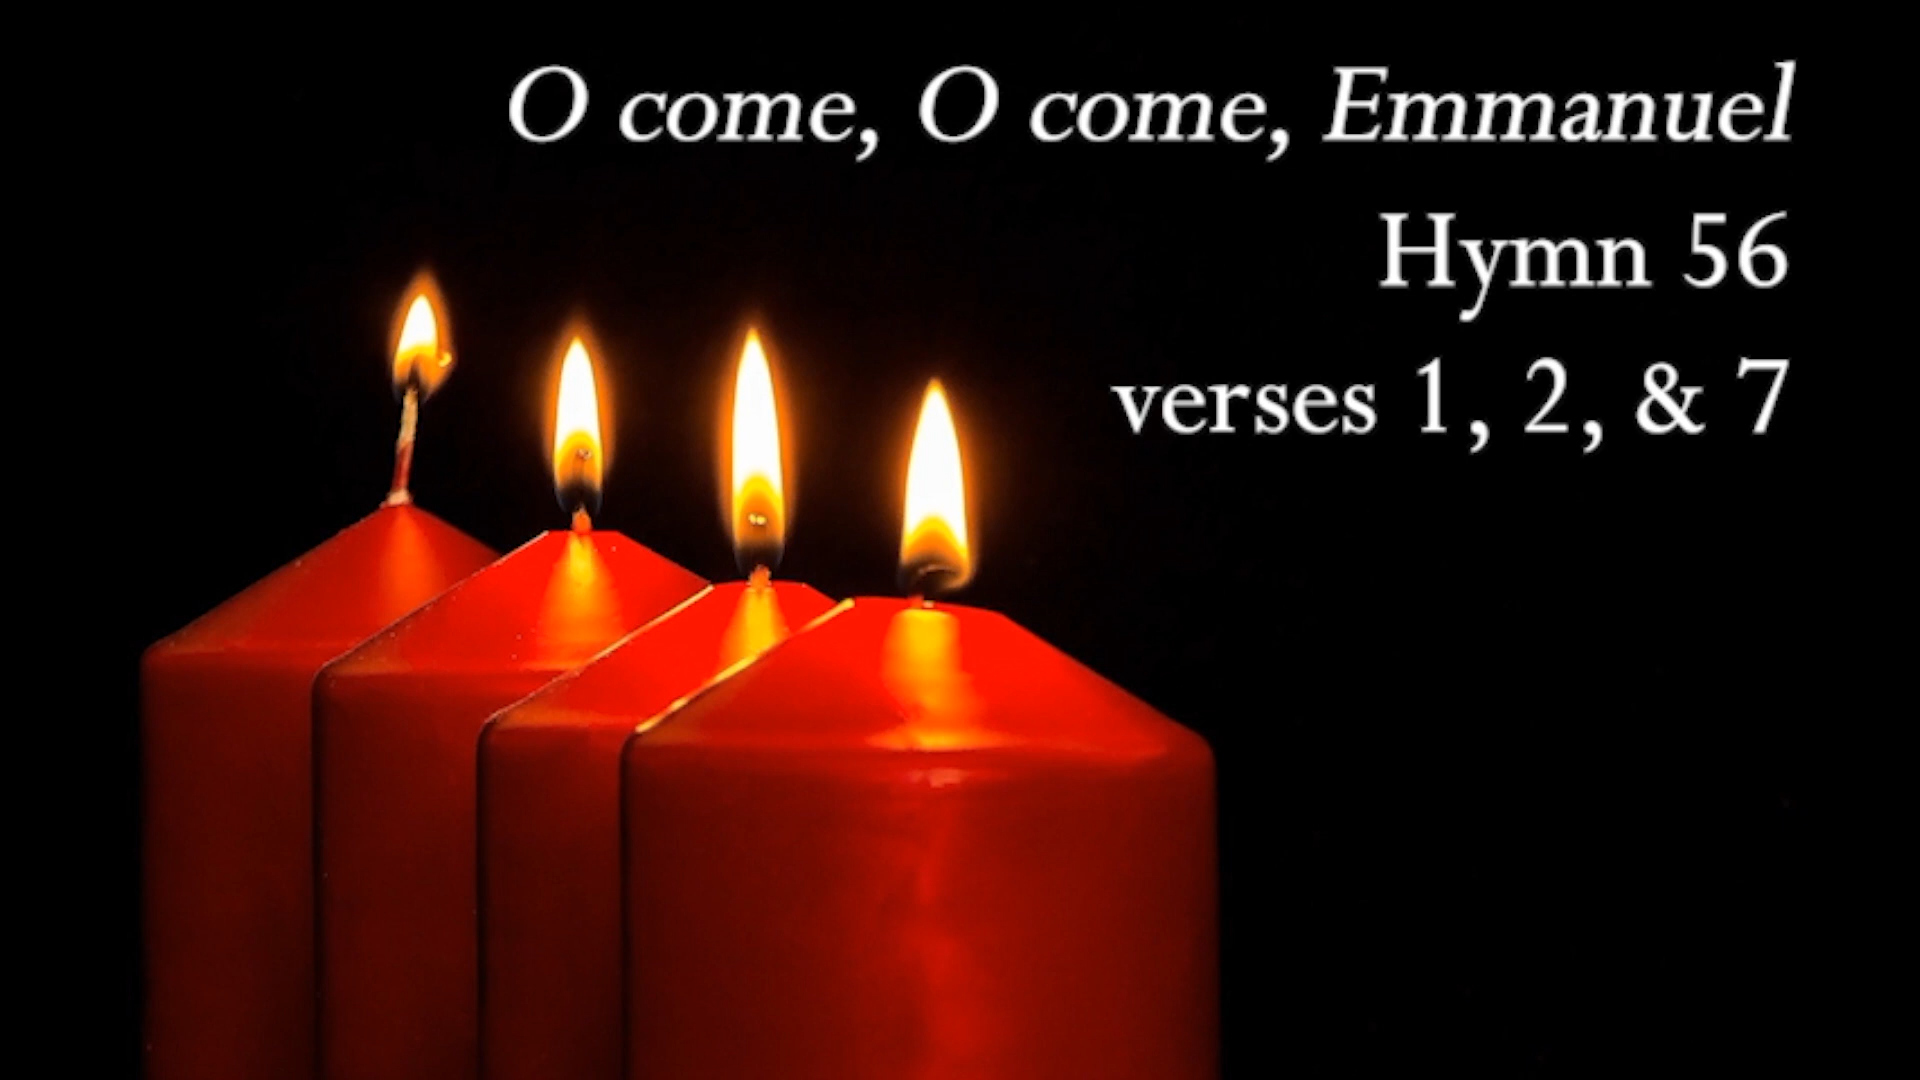 O come, O come, Emmanuel
Hymn 56
verses 1, 2, & 7